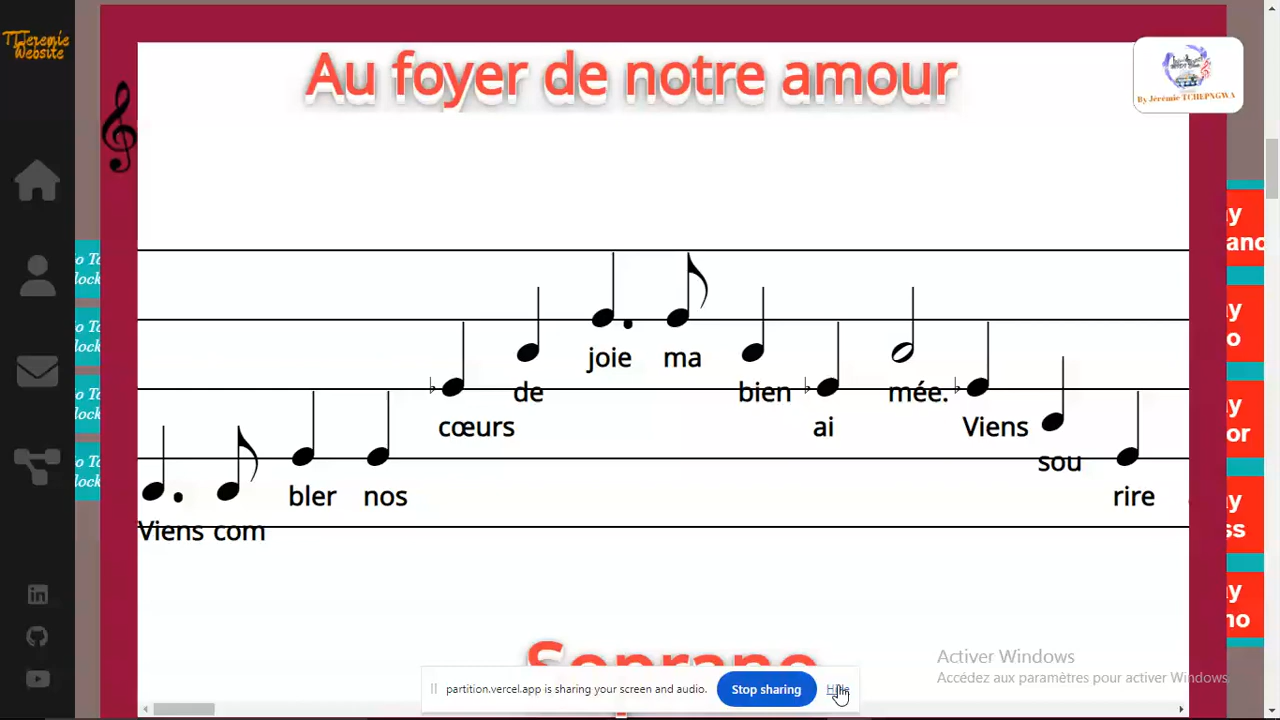 TTJeremie
Website
Au foyer de notre amour
By Jérémie TCHEPNGWA
joie ma
de bien mée.
cœurs ai Viens
sou
bler nos rire
Viens com
Soprano
partition.vercel.app is sharing your screen and audio.
Stop sharing
Hide
Activer Windows
Accédez aux paramètres pour activer Windows.